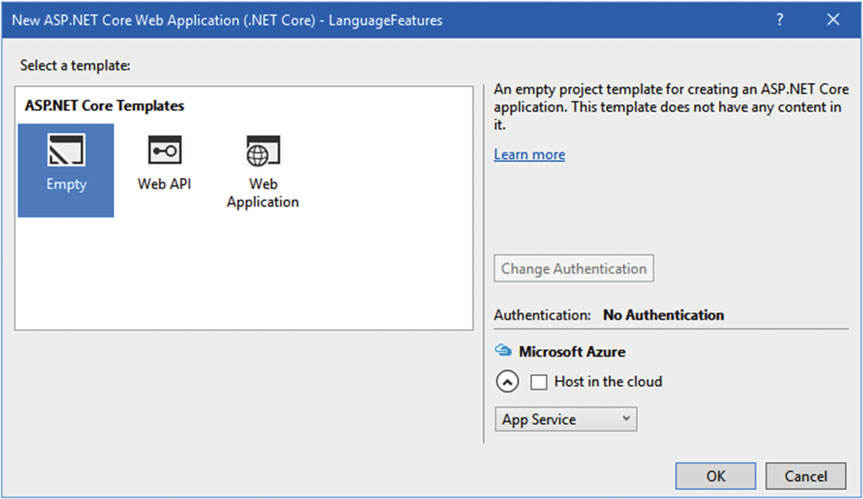 New ASP.NET Core Web Application (.NET Core) - LanguageFeatures
?
Select a template:
ASP.NET Core Templates
Empty
Web API
Web
Application
An empty project template for creating an ASP.NET Core
application. This template does not have any content in
it.
Learn more
Change Authentication
Authentication: No Authentication
Microsoft Azure
Host in the cloud
App Service
OK
Cancel